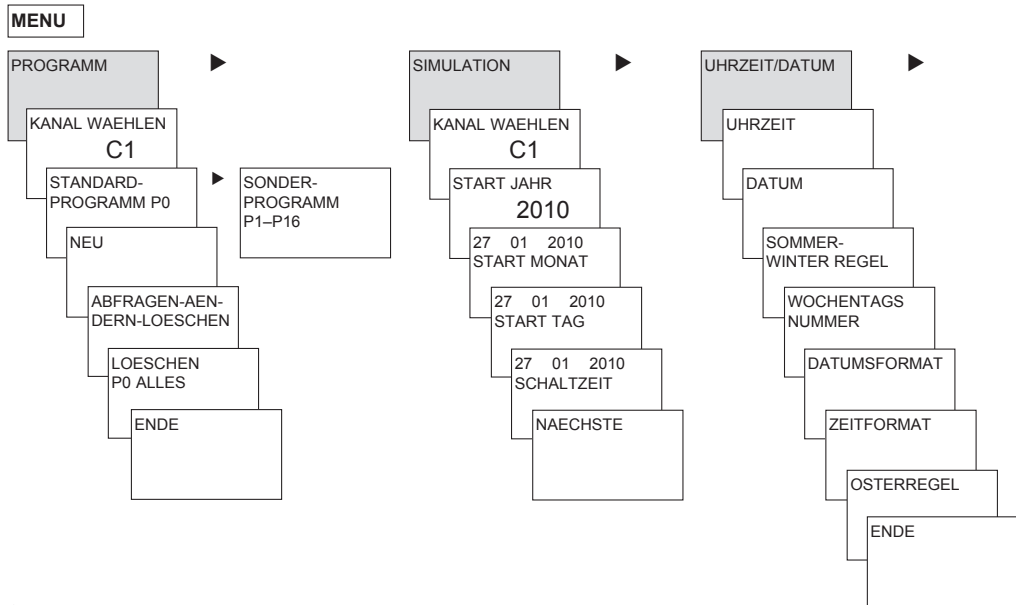 MENU
PROGRAMM
KANAL WAEHLEN
C1
STANDARD-
PROGRAMM P0
SONDER-
PROGRAMM
P1–P16
NEU
ABFRAGEN-AEN-
DERN-LOESCHEN
LOESCHEN
P0 ALLES
ENDE
SIMULATION
KANAL WAEHLEN
C1
START JAHR
2010
27 01 2010
START MONAT
27 01 2010
START TAG
27 01 2010
SCHALTZEIT
NAECHSTE
UHRZEIT/DATUM
UHRZEIT
DATUM
SOMMER-
WINTER REGEL
WOCHENTAGS
NUMMER
DATUMSFORMAT
ZEITFORMAT
OSTERREGEL
ENDE